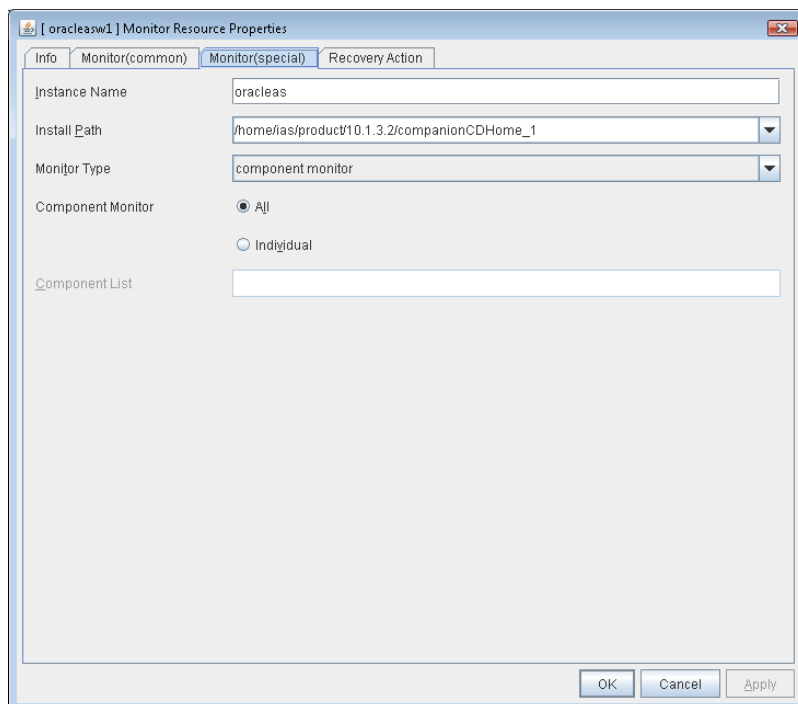 [ oracleasw1 ] Monitor Resource Properties
Info Monitor(common) Monitor(special) Recovery Action
Instance Name oracleas
Install Path /home/ias/product/10.1.3.2/companionCDHome_1
Monitor Type component monitor
Component Monitor All
Individual
Component List
OK Cancel Apply